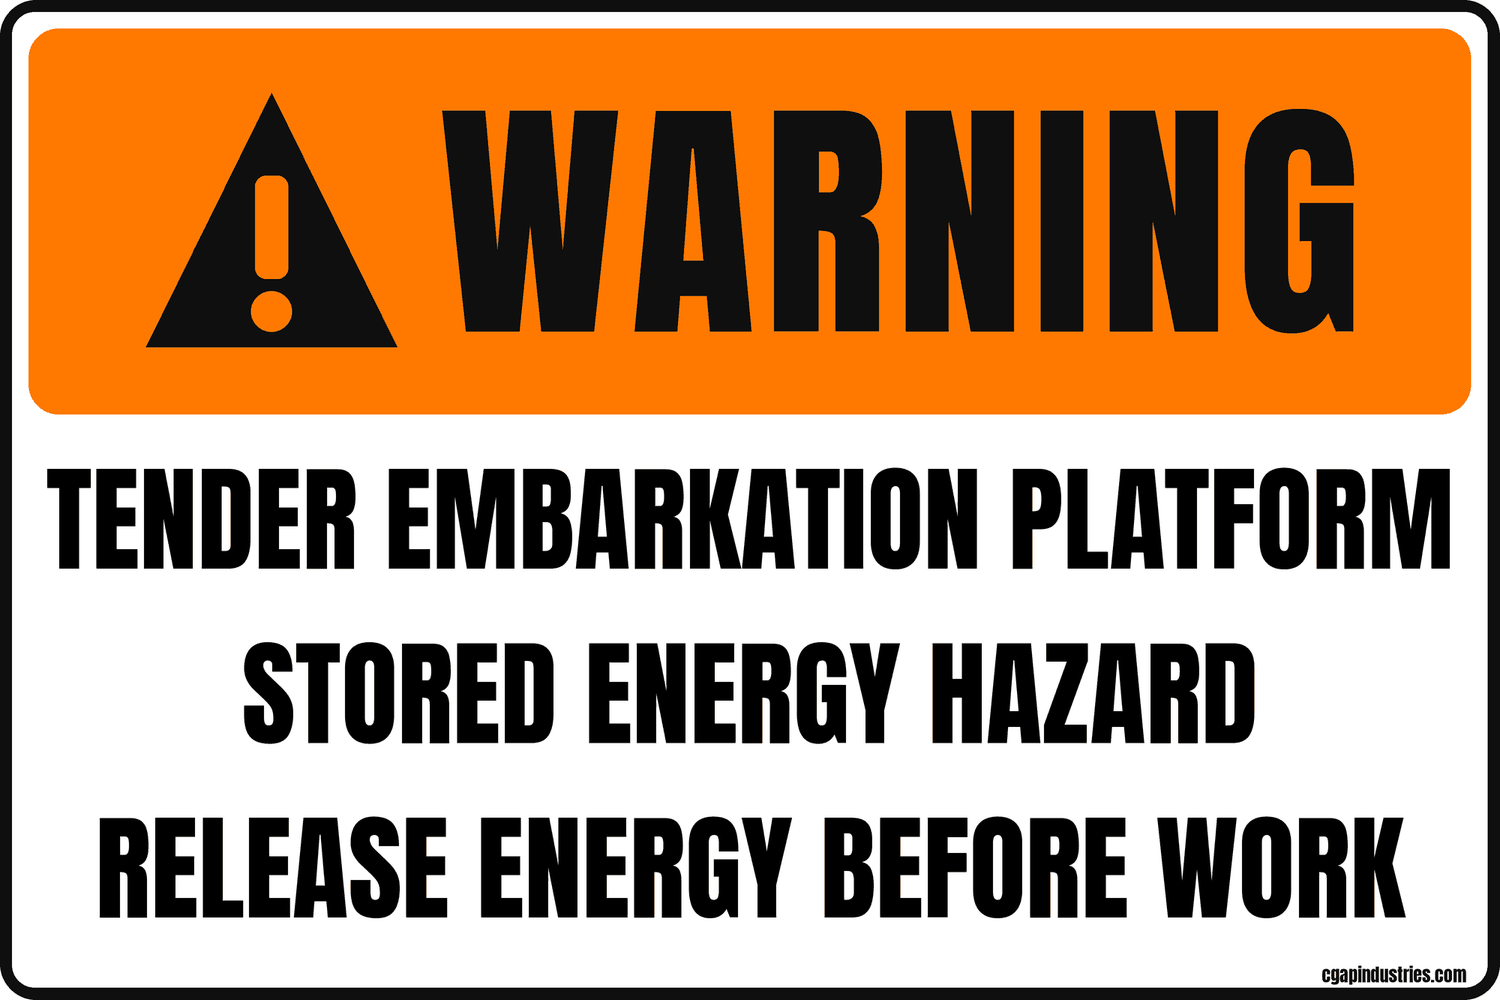 WARNING
TENDER EMBARKATION PLATFORM
STORED ENERGY HAZARD
RELEASE ENERGY BEFORE WORK
cgapindustries.com